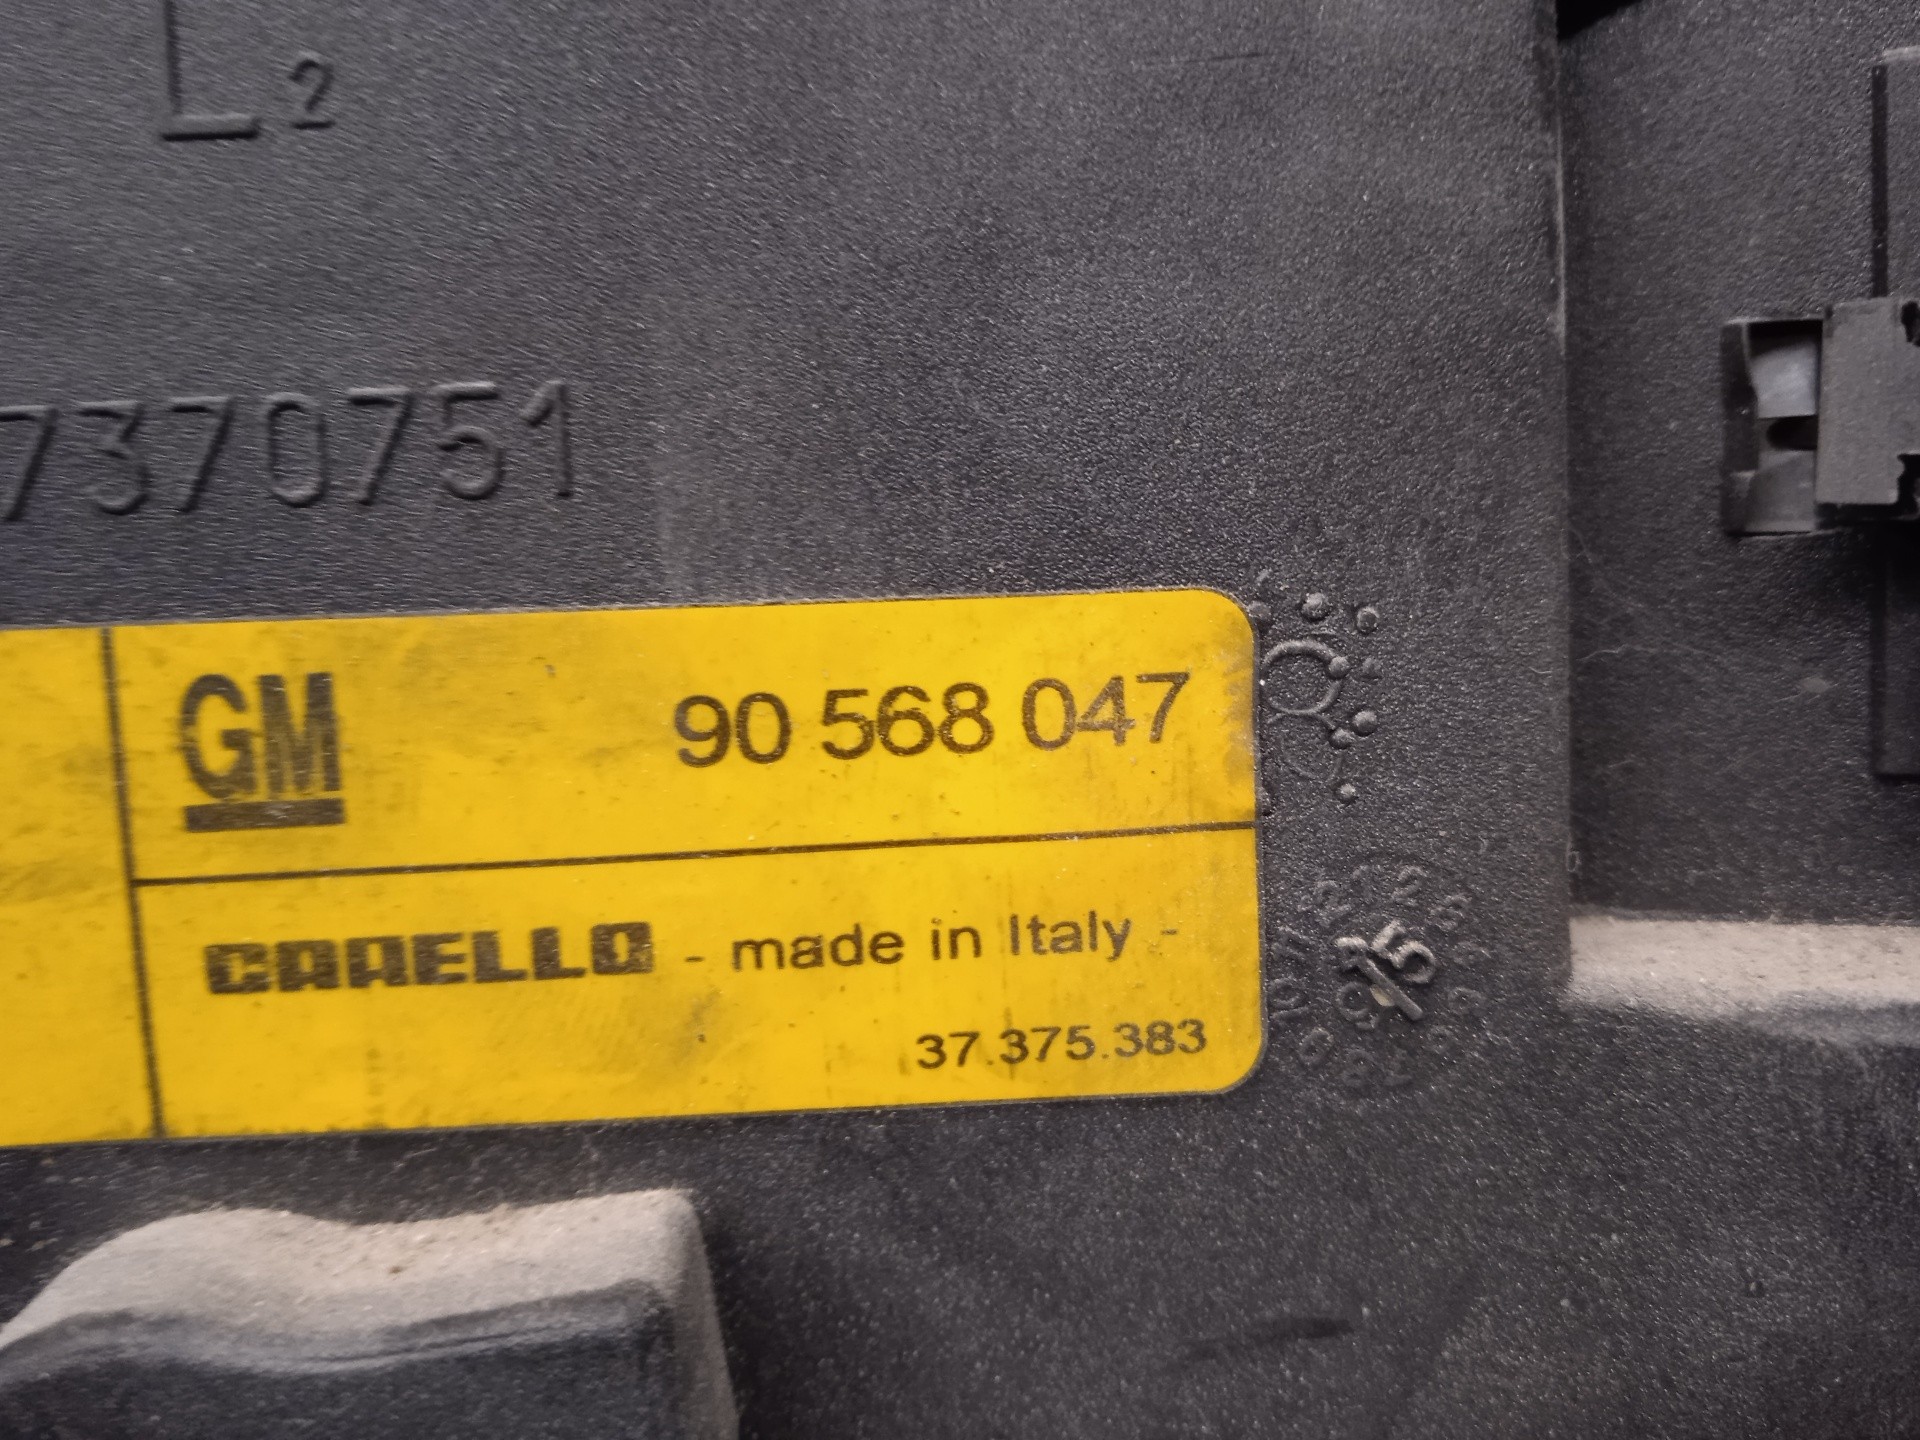 L2
7370751
GM 90 568 047
CARELLO - made in Italy -
37.375.383